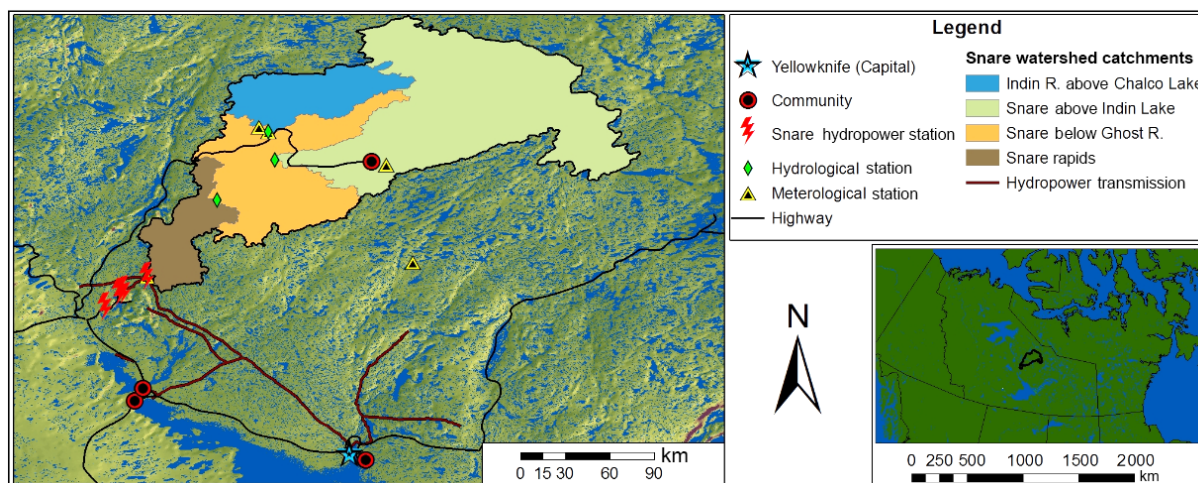 Legend
Yellowknife (Capital)
Community
Snare hydropower station
Hydrological station
Meterological station
Highway
Snare watershed catchments
Indin R. above Chalco Lake
Snare above Indin Lake
Snare below Ghost R.
Snare rapids
Hydropower transmission
N
km
0 15 30 60 90
0 250 500 1000 1500 2000
km